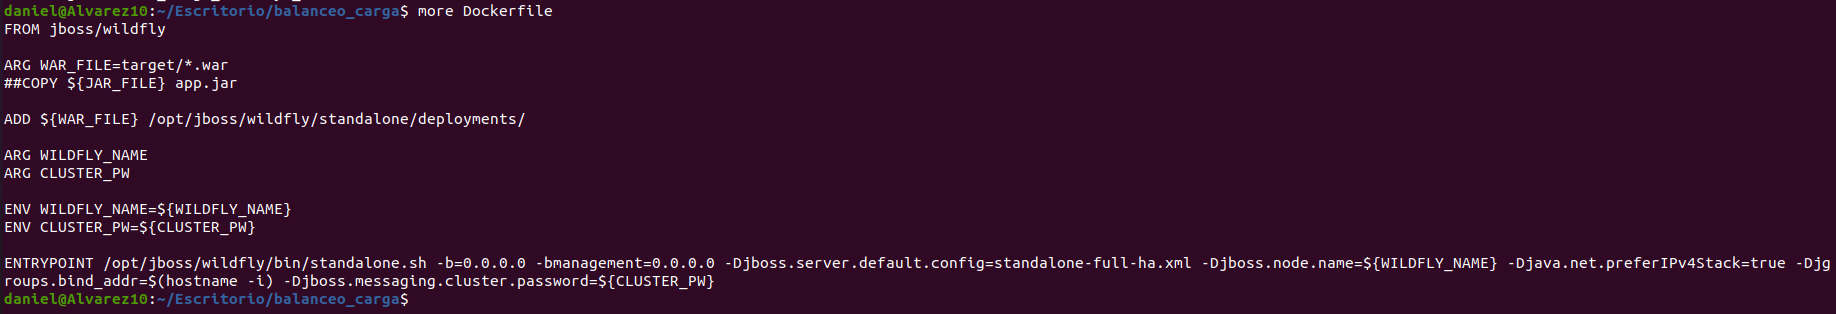 daniel@Alvarez10:~/Escritorio/balanceo_carga$ more Dockerfile
FROM jboss/wildfly
ARG WAR_FILE=target/*.war
##COPY ${JAR_FILE} app.jar
ADD ${WAR_FILE} /opt/jboss/wildfly/standalone/deployments/
ARG WILDFLY_NAME
ARG CLUSTER_PW
ENV WILDFLY_NAME=${WILDFLY_NAME}
ENV CLUSTER_PW=${CLUSTER_PW}
ENTRYPOINT /opt/jboss/wildfly/bin/standalone.sh -b=0.0.0.0 -bmanagement=0.0.0.0 -Djboss.server.default.config=standalone-full-ha.xml -Djboss.node.name=${WILDFLY_NAME} -Djava.net.preferIPv4Stack=true -Djg
roups.bind_addr=$(hostname -i) -Djboss.messaging.cluster.password=${CLUSTER_PW}
daniel@Alvarez10:~/Escritorio/balanceo_carga$